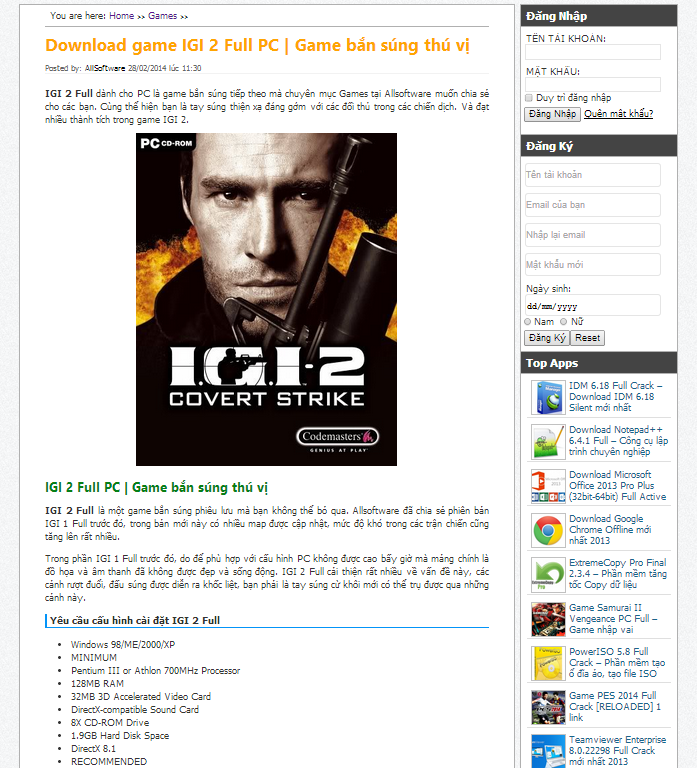 You are here: Home >> Games >>
Download game IGI 2 Full PC | Game bắn súng thú vị
Posted by: AllSoftware 28/02/2014 lúc 11:30
IGI 2 Full dành cho PC là game bắn súng tiếp theo mà chuyên mục Games tại Allsoftware muốn chia sẻ
cho các bạn. Cùng thể hiện bạn là tay súng thiện xạ đáng gờm với các đối thủ trong các chiến dịch. Và đạt
nhiều thành tích trong game IGI 2.
PC CD-ROM
I.G.I-2
COVERT STRIKE
Codemasters
GENIUS AT PLAY
IGI 2 Full PC | Game bắn súng thú vị
IGI 2 Full là một game bắn súng phiêu lưu mà bạn không thể bỏ qua. Allsoftware đã chia sẻ phiên bản
IGI 1 Full trước đó, trong bản mới này có nhiều map được cập nhật, mức độ khó trong các trận chiến cũng
tăng lên rất nhiều.
Trong phần IGI 1 Full trước đó, do để phù hợp với cấu hình PC không được cao bấy giờ mà mảng chính là
đồ họa và âm thanh đã không được đẹp và sống động. IGI 2 Full cải thiện rất nhiều về vấn đề này, các
cảnh rượt đuổi, đấu súng được diễn ra khốc liệt, bạn phải là tay súng cừ khôi mới có thể trụ được qua những
cảnh này.
Yêu cầu cấu hình cài đặt IGI 2 Full
Windows 98/ME/2000/XP
MINIMUM
Pentium III or Athlon 700MHz Processor
128MB RAM
32MB 3D Accelerated Video Card
DirectX-compatible Sound Card
8X CD-ROM Drive
1.9GB Hard Disk Space
DirectX 8.1
RECOMMENDED
Đăng Nhập
TÊN TÀI KHOẢN:
MẬT KHẨU:
Duy trì đăng nhập
Đăng Nhập Quên mật khẩu?
Đăng Ký
Tên tài khoản
Email của bạn
Nhập lại email
Mật khẩu mới
Ngày sinh:
dd/mm/yyyy
Nam Nữ
Đăng Ký Reset
Top Apps
IDM 6.18 Full Crack –
Download IDM 6.18
Silent mới nhất
Download Notepad++
6.4.1 Full – Công cụ lập
trình chuyên nghiệp
Download Microsoft
Office 2013 Pro Plus
(32bit-64bit) Full Active
Download Google
Chrome Offline mới
nhất 2013
ExtremeCopy Pro Final
2.3.4 – Phần mềm tăng
tốc Copy dữ liệu
Game Samurai II
Vengeance PC Full –
Game nhập vai
PowerISO 5.8 Full
Crack – Phần mềm tạo
ổ đĩa ảo, tạo file ISO
Game PES 2014 Full
Crack [RELOADED] 1
link
Teamviewer Enterprise
8.0.22298 Full Crack
mới nhất 2013